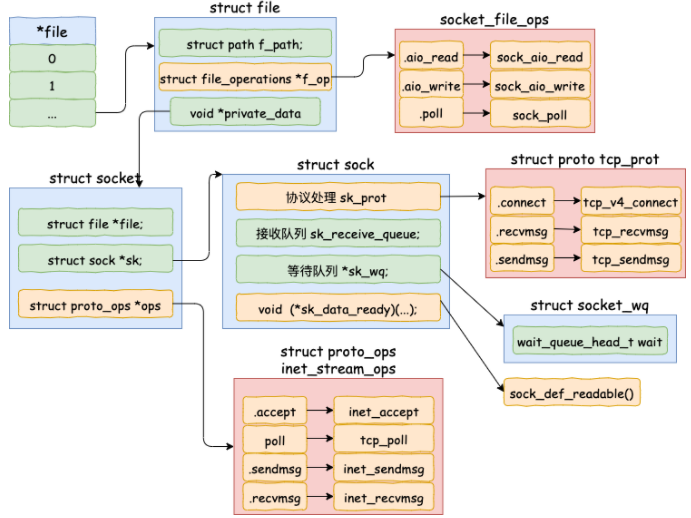 *file
0
1
...
struct file
struct path f_path;
struct file_operations *f_op
void *private_data
socket_file_ops
.aio_read
sock_aio_read
.aio_write
sock_aio_write
.poll
sock_poll
struct socket
struct file *file;
struct sock *sk;
struct proto_ops *ops
struct sock
协议处理 sk_prot
接收队列 sk_receive_queue;
等待队列 *sk_wq;
void (*sk_data_ready)(...);
struct proto tcp_prot
.connect
tcp_v4_connect
.recvmsg
tcp_recvmsg
.sendmsg
tcp_sendmsg
struct socket_wq
wait_queue_head_t wait
sock_def_readable()
struct proto_ops
inet_stream_ops
.accept
inet_accept
poll
tcp_poll
.sendmsg
inet_sendmsg
.recvmsg
inet_recvmsg